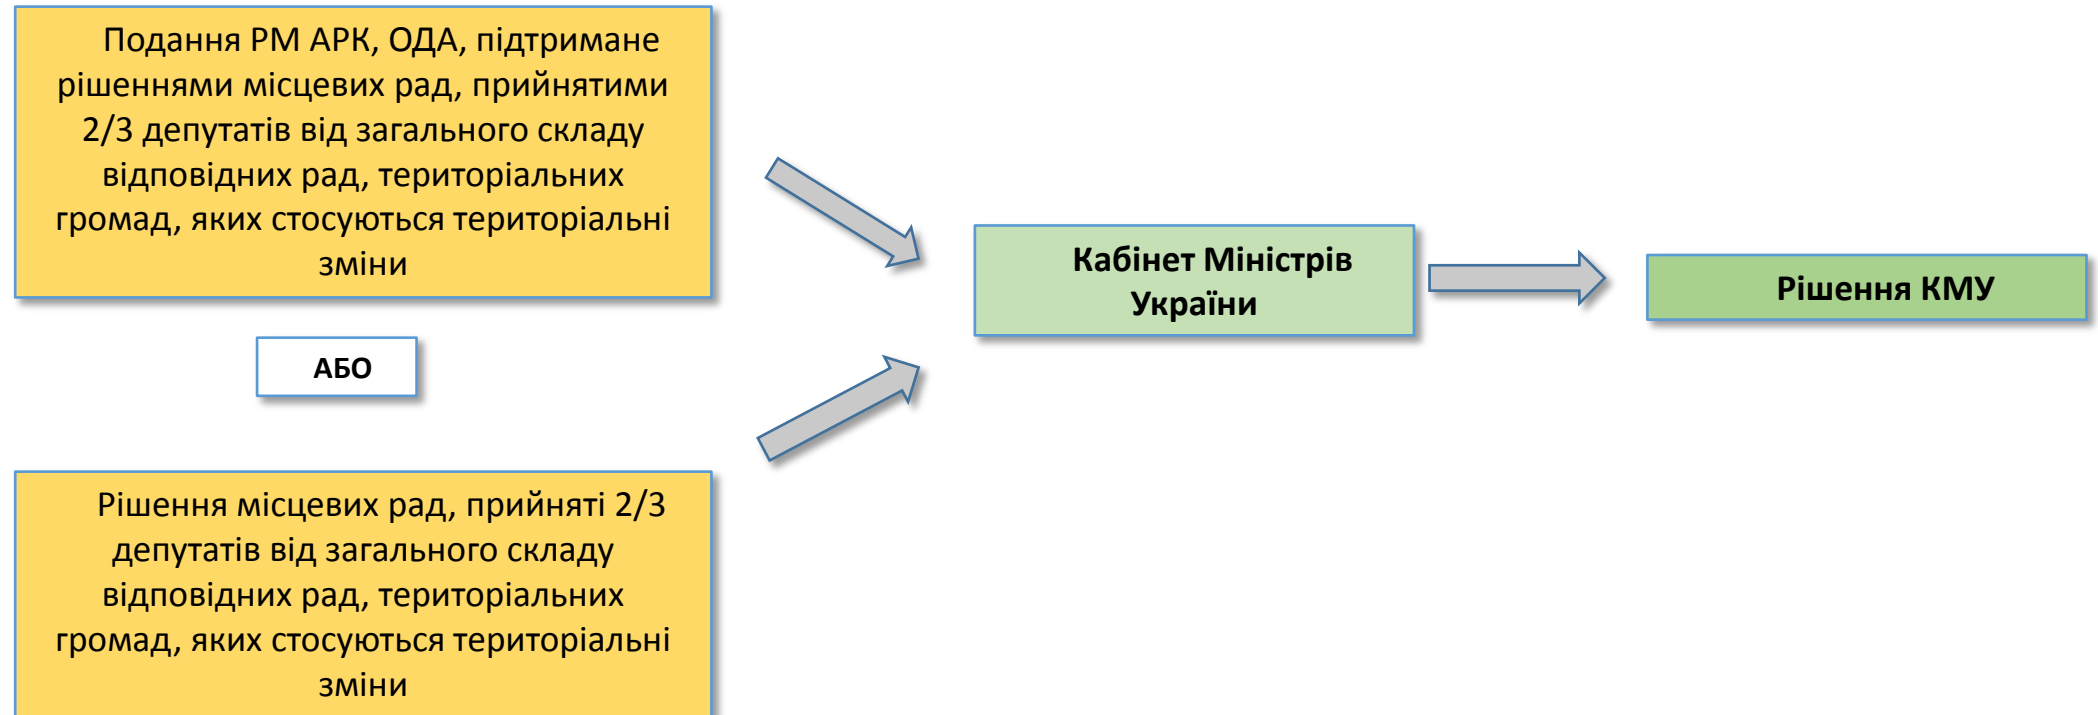 Подання РМ АРК, ОДА, підтримане
рішеннями місцевих рад, прийнятими
2/3 депутатів від загального складу
відповідних рад, територіальних
громад, яких стосуються територіальні
зміни
АБО
Рішення місцевих рад, прийняті 2/3
депутатів від загального складу
відповідних рад, територіальних
громад, яких стосуються територіальні
зміни
Кабінет Міністрів
України
Рішення КМУ